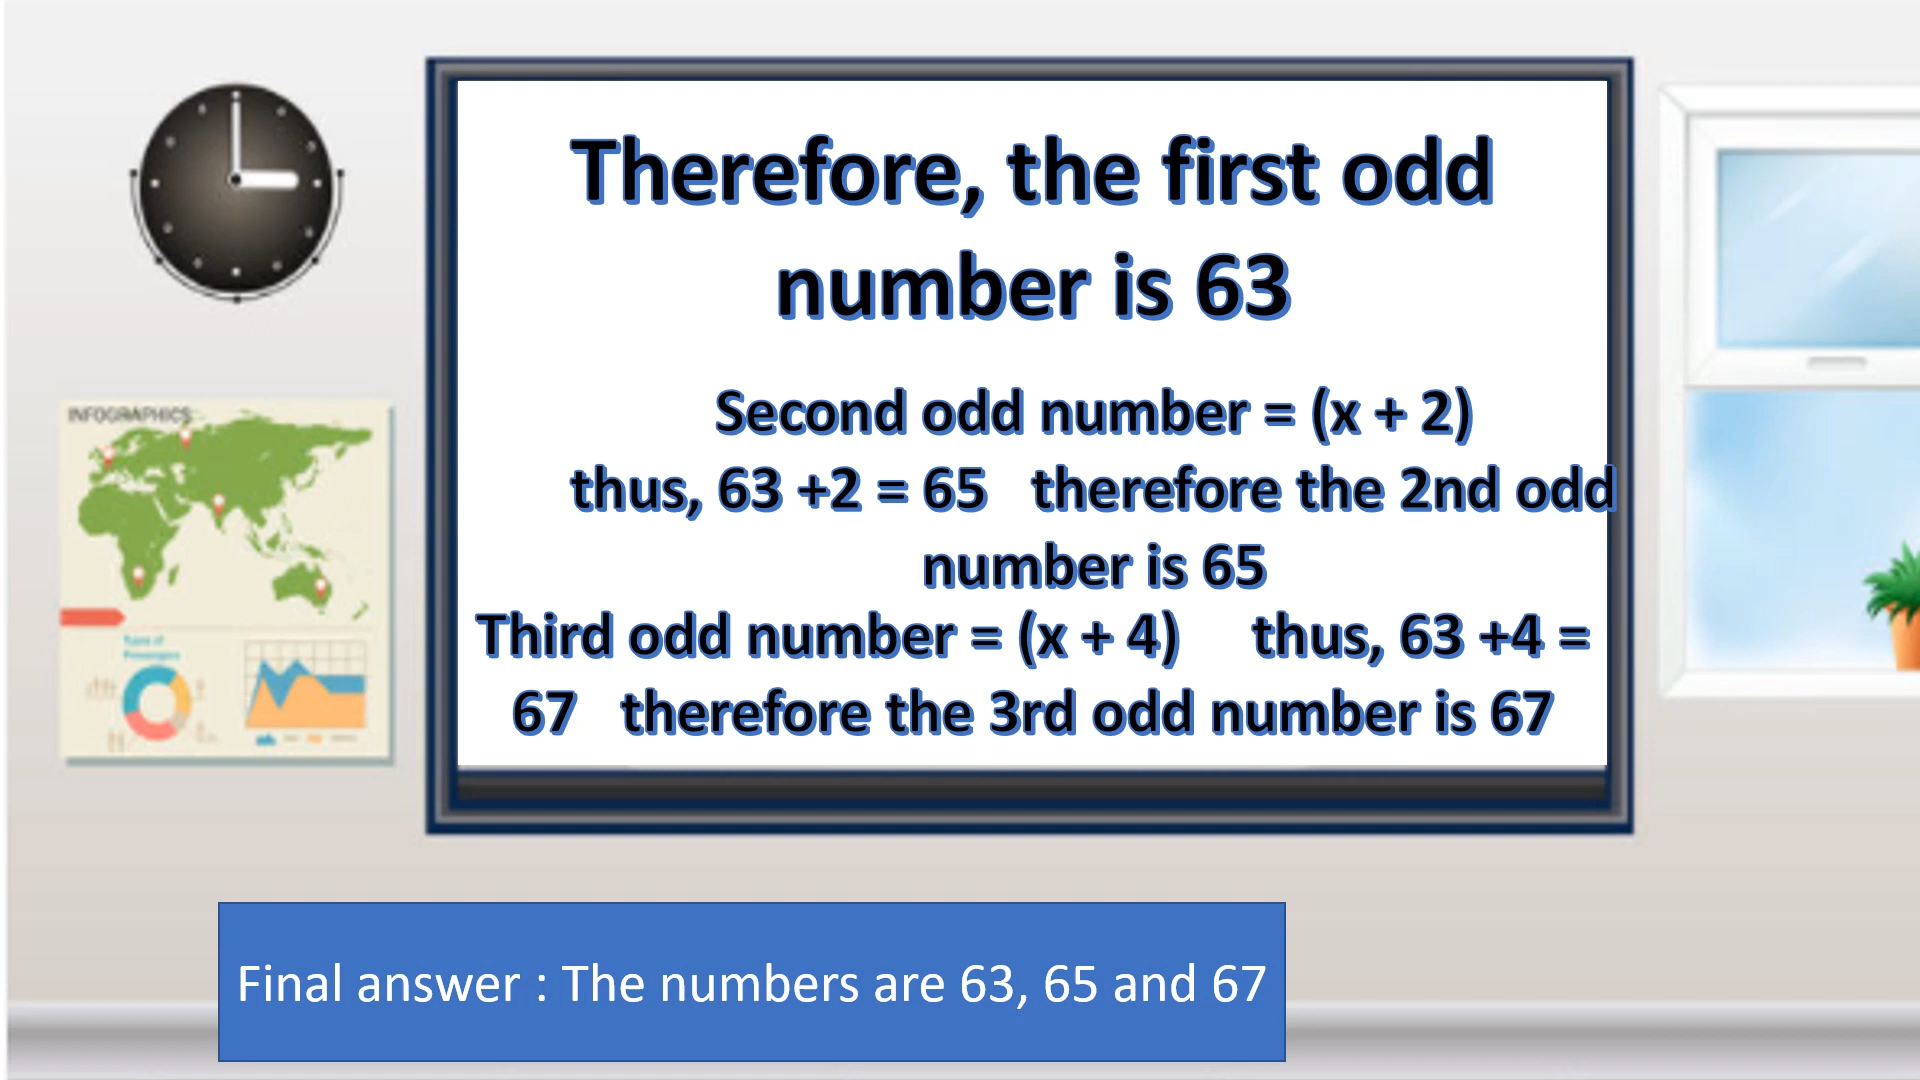 Therefore, the first odd
number is 63
Second odd number = (x + 2)
thus, 63 +2 = 65   therefore the 2nd odd
number is 65
Third odd number = (x + 4)     thus, 63 +4 =
67   therefore the 3rd odd number is 67
INFOGRAPHICS
Types of
Final answer : The numbers are 63, 65 and 67